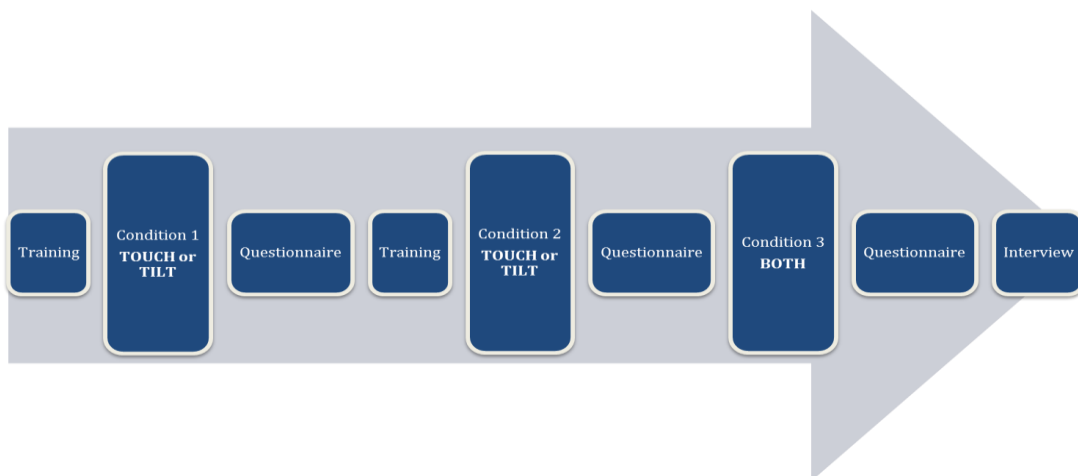 Training
Condition 1
TOUCH or
TILT
Questionnaire
Training
Condition 2
TOUCH or
TILT
Questionnaire
Condition 3
BOTH
Questionnaire
Interview